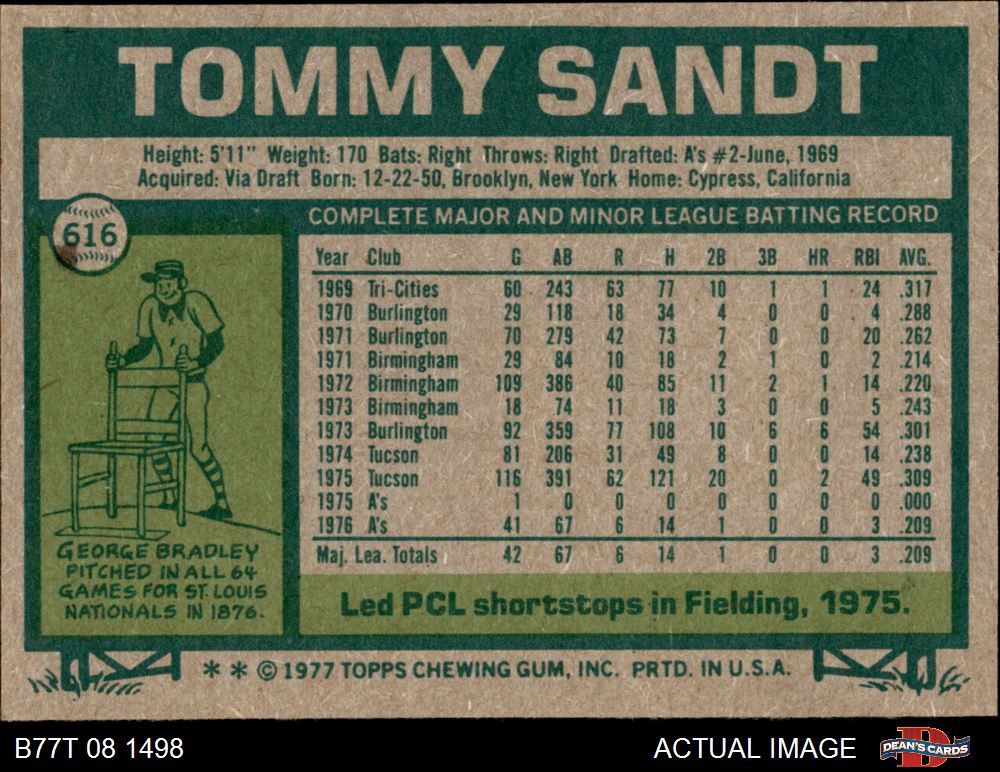 TOMMY SANDT
Height: 5'11" Weight: 170 Bats: Right Throws: Right Drafted: A's #2-June, 1969
Acquired: Via Draft Born: 12-22-50, Brooklyn, New York Home: Cypress, California
616
COMPLETE MAJOR AND MINOR LEAGUE BATTING RECORD
Year Club G AB R H 2B 3B HR RBI AVG.
1969 Tri-Cities 60 243 63 77 10 1 1 24 .317
1970 Burlington 29 118 18 34 4 0 0 4 .288
1971 Burlington 70 279 42 73 7 0 0 20 .262
1971 Birmingham 29 84 10 18 2 1 0 2 .214
1972 Birmingham 109 386 40 85 11 2 1 14 .220
1973 Birmingham 18 74 11 18 3 0 0 5 .243
1973 Burlington 92 359 77 108 10 6 6 54 .301
1974 Tucson 81 206 31 49 8 0 0 14 .238
1975 Tucson 116 391 62 121 20 0 2 49 .309
1975 A's 1 0 0 0 0 0 0 0 .000
1976 A's 41 67 6 14 1 0 0 3 .209
Maj. Lea. Totals 42 67 6 14 1 0 0 3 .209
GEORGE BRADLEY
PITCHED IN ALL 64
GAMES FOR ST. LOUIS
NATIONALS IN 1876.
Led PCL shortstops in Fielding, 1975.
** © 1977 TOPPS CHEWING GUM, INC. PRTD. IN U.S.A.
B77T 08 1498
ACTUAL IMAGE
D
DEAN'S CARDS